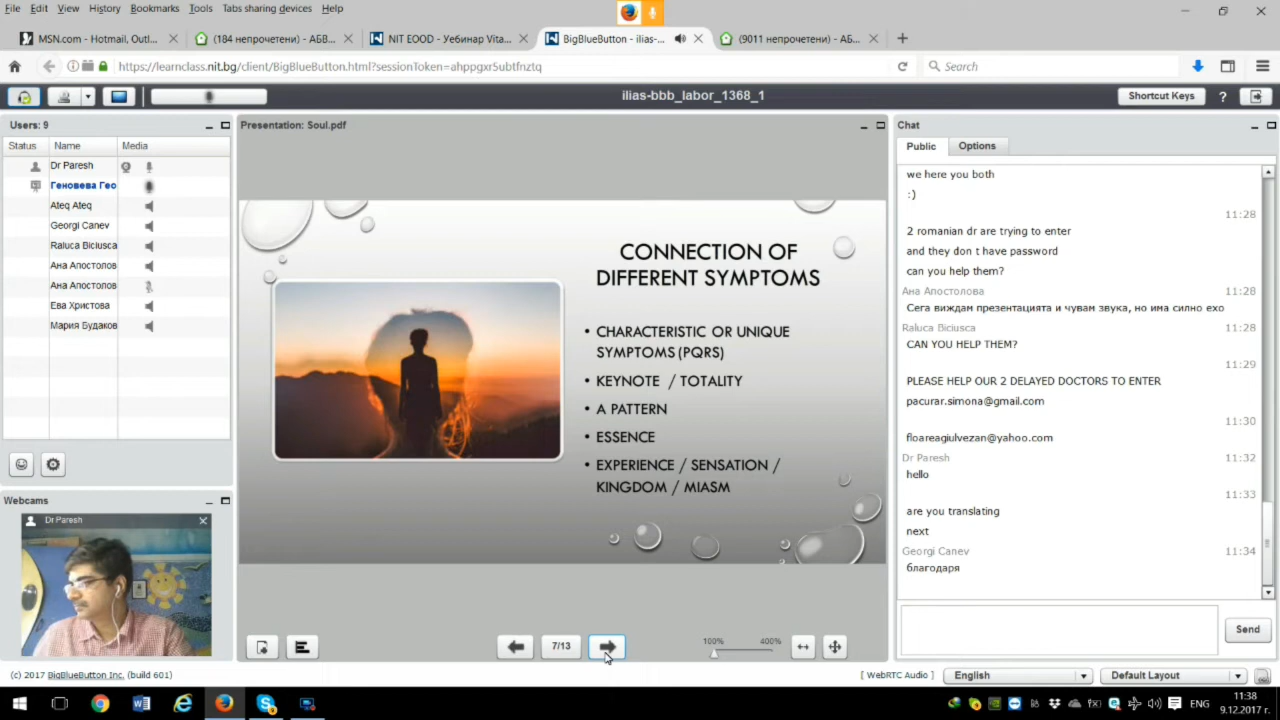 File Edit View History Bookmarks Tools Tabs sharing devices Help
MSN.com - Hotmail, Outl...
(184 непрочетени) - АБВ...
NIT EOOD - Уебинар Vita...
BigBlueButton - ilias-...
(9011 непрочетени) - АБ...
https://learnclass.nit.bg/client/BigBlueButton.html?sessionToken=ahppgxr5ubtfnztq
Search
ilias-bbb_labor_1368_1
Shortcut Keys
?
Users: 9
Status Name Media
Dr Paresh
Геновева Гео
Ateq Ateq
Georgi Canev
Raluca Biciusca
Ана Апостолов
Ана Апостолов
Ева Христова
Мария Будаков
Webcams
Dr Paresh
Presentation: Soul.pdf
CONNECTION OF
DIFFERENT SYMPTOMS
• CHARACTERISTIC OR UNIQUE
SYMPTOMS (PQRS)
• KEYNOTE / TOTALITY
• A PATTERN
• ESSENCE
• EXPERIENCE / SENSATION /
KINGDOM / MIASM
7/13
100% 400%
Chat
Public Options
we here you both
:)
11:28
2 romanian dr are trying to enter
and they don t have password
can you help them?
Ана Апостолова 11:28
Сега виждам презентацията и чувам звука, но има силно ехо
Raluca Biciusca 11:28
CAN YOU HELP THEM?
11:29
PLEASE HELP OUR 2 DELAYED DOCTORS TO ENTER
pacurar.simona@gmail.com
11:30
floareagiulvezan@yahoo.com
Dr Paresh 11:32
hello
11:33
are you translating
next
Georgi Canev 11:34
благодаря
Send
(c) 2017 BigBlueButton Inc. (build 601)
[ WebRTC Audio ]
English
Default Layout
ENG
11:38
9.12.2017 г.